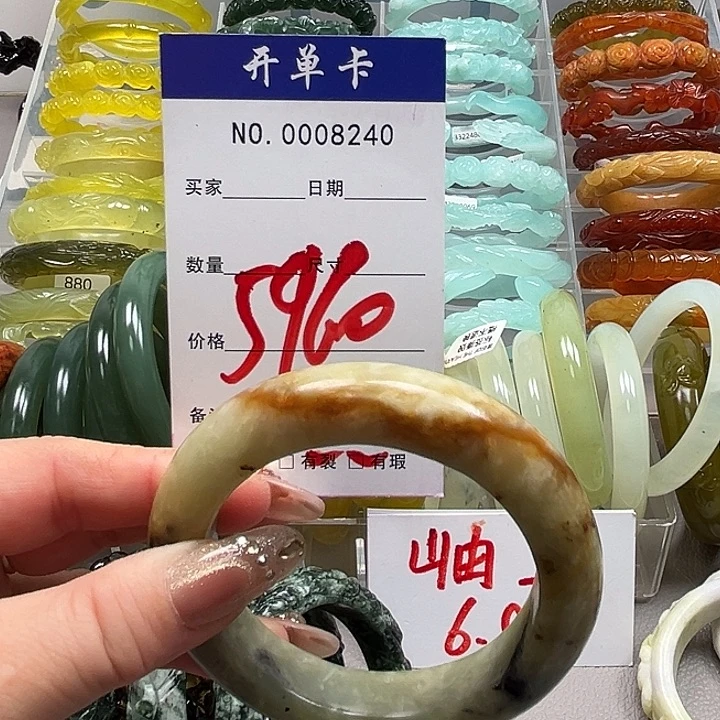 开单卡
NO. 0008240
买家 日期
数量 尺寸
5960
价格
备
□有裂 □有瑕
880
岫
6.